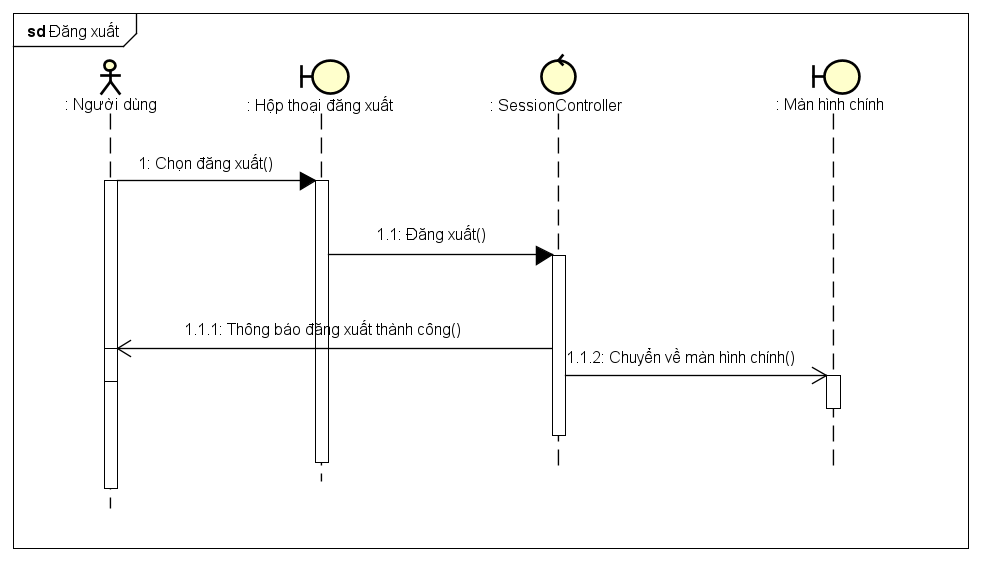 sd Đăng xuất
: Người dùng
: Hộp thoại đăng xuất
: SessionController
: Màn hình chính
1: Chọn đăng xuất()
1.1: Đăng xuất()
1.1.1: Thông báo đăng xuất thành công()
1.1.2: Chuyển về màn hình chính()